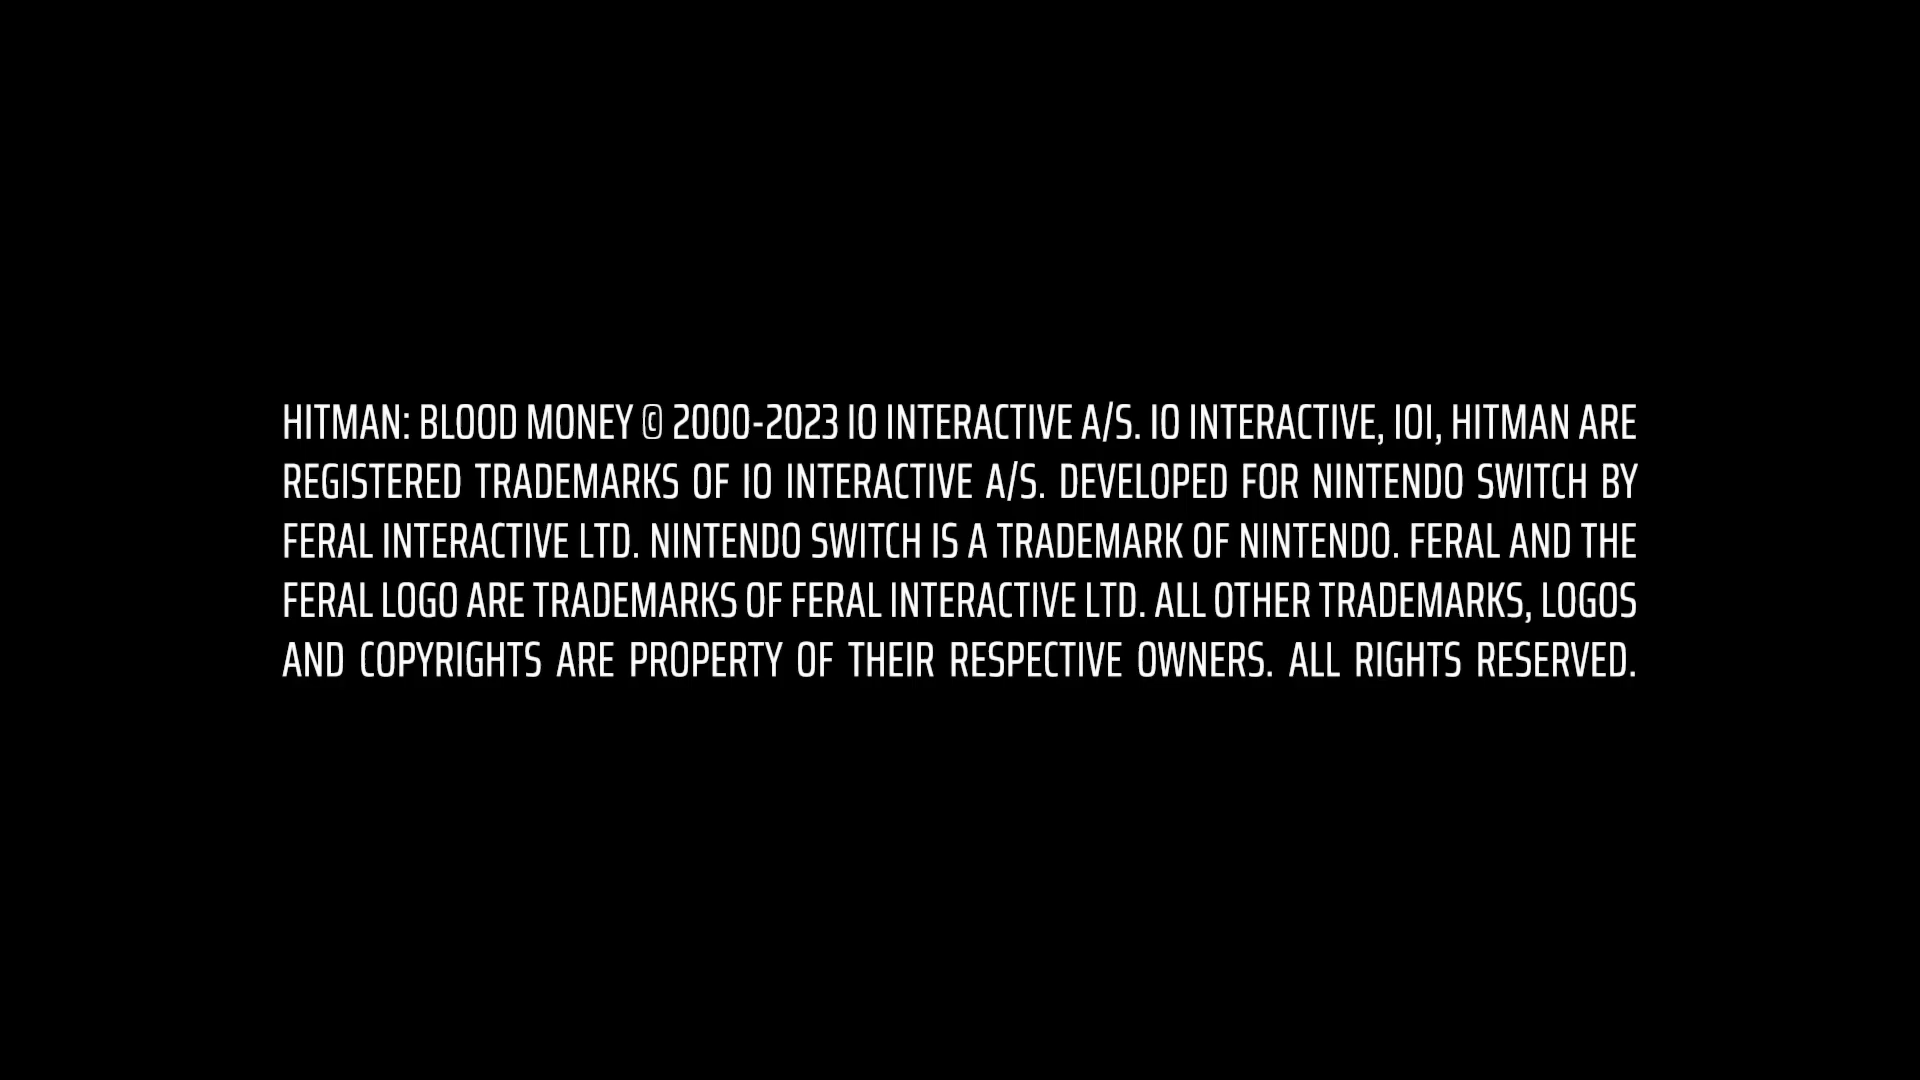 HITMAN: BLOOD MONEY © 2000-2023 IO INTERACTIVE A/S. IO INTERACTIVE, IOI, HITMAN ARE
REGISTERED TRADEMARKS OF IO INTERACTIVE A/S. DEVELOPED FOR NINTENDO SWITCH BY
FERAL INTERACTIVE LTD. NINTENDO SWITCH IS A TRADEMARK OF NINTENDO. FERAL AND THE
FERAL LOGO ARE TRADEMARKS OF FERAL INTERACTIVE LTD. ALL OTHER TRADEMARKS, LOGOS
AND COPYRIGHTS ARE PROPERTY OF THEIR RESPECTIVE OWNERS. ALL RIGHTS RESERVED.